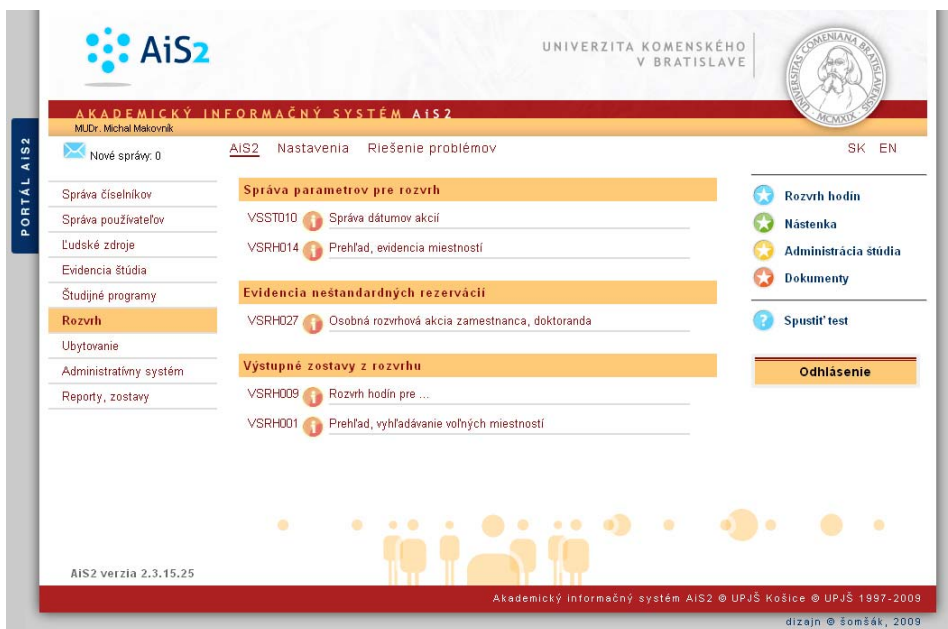 AiS2
UNIVERZITA KOMENSKÉHO
V BRATISLAVE
AKADEMICKÝ INFORMAČNÝ SYSTÉM AiS2
MUDr. Michal Makovník
PORTÁL AiS2
Nové správy: 0
AiS2 Nastavenia Riešenie problémov
SK EN
Správa číselníkov
Správa používateľov
Ľudské zdroje
Evidencia štúdia
Študijné programy
Rozvrh
Ubytovanie
Administratívny systém
Reporty, zostavy
Správa parametrov pre rozvrh
VSST010 Správa dátumov akcií
VSRH014 Prehľad, evidencia miestností
Evidencia neštandardných rezervácií
VSRH027 Osobná rozvrhová akcia zamestnanca, doktoranda
Výstupné zostavy z rozvrhu
VSRH009 Rozvrh hodín pre ...
VSRH001 Prehľad, vyhľadávanie voľných miestností
Rozvrh hodín
Nástenka
Administrácia štúdia
Dokumenty
Spustiť test
Odhlásenie
AiS2 verzia 2.3.15.25
Akademický informačný systém AiS2 © UPJŠ Košice © UPJŠ 1997-2009
dizajn © šomšák, 2009